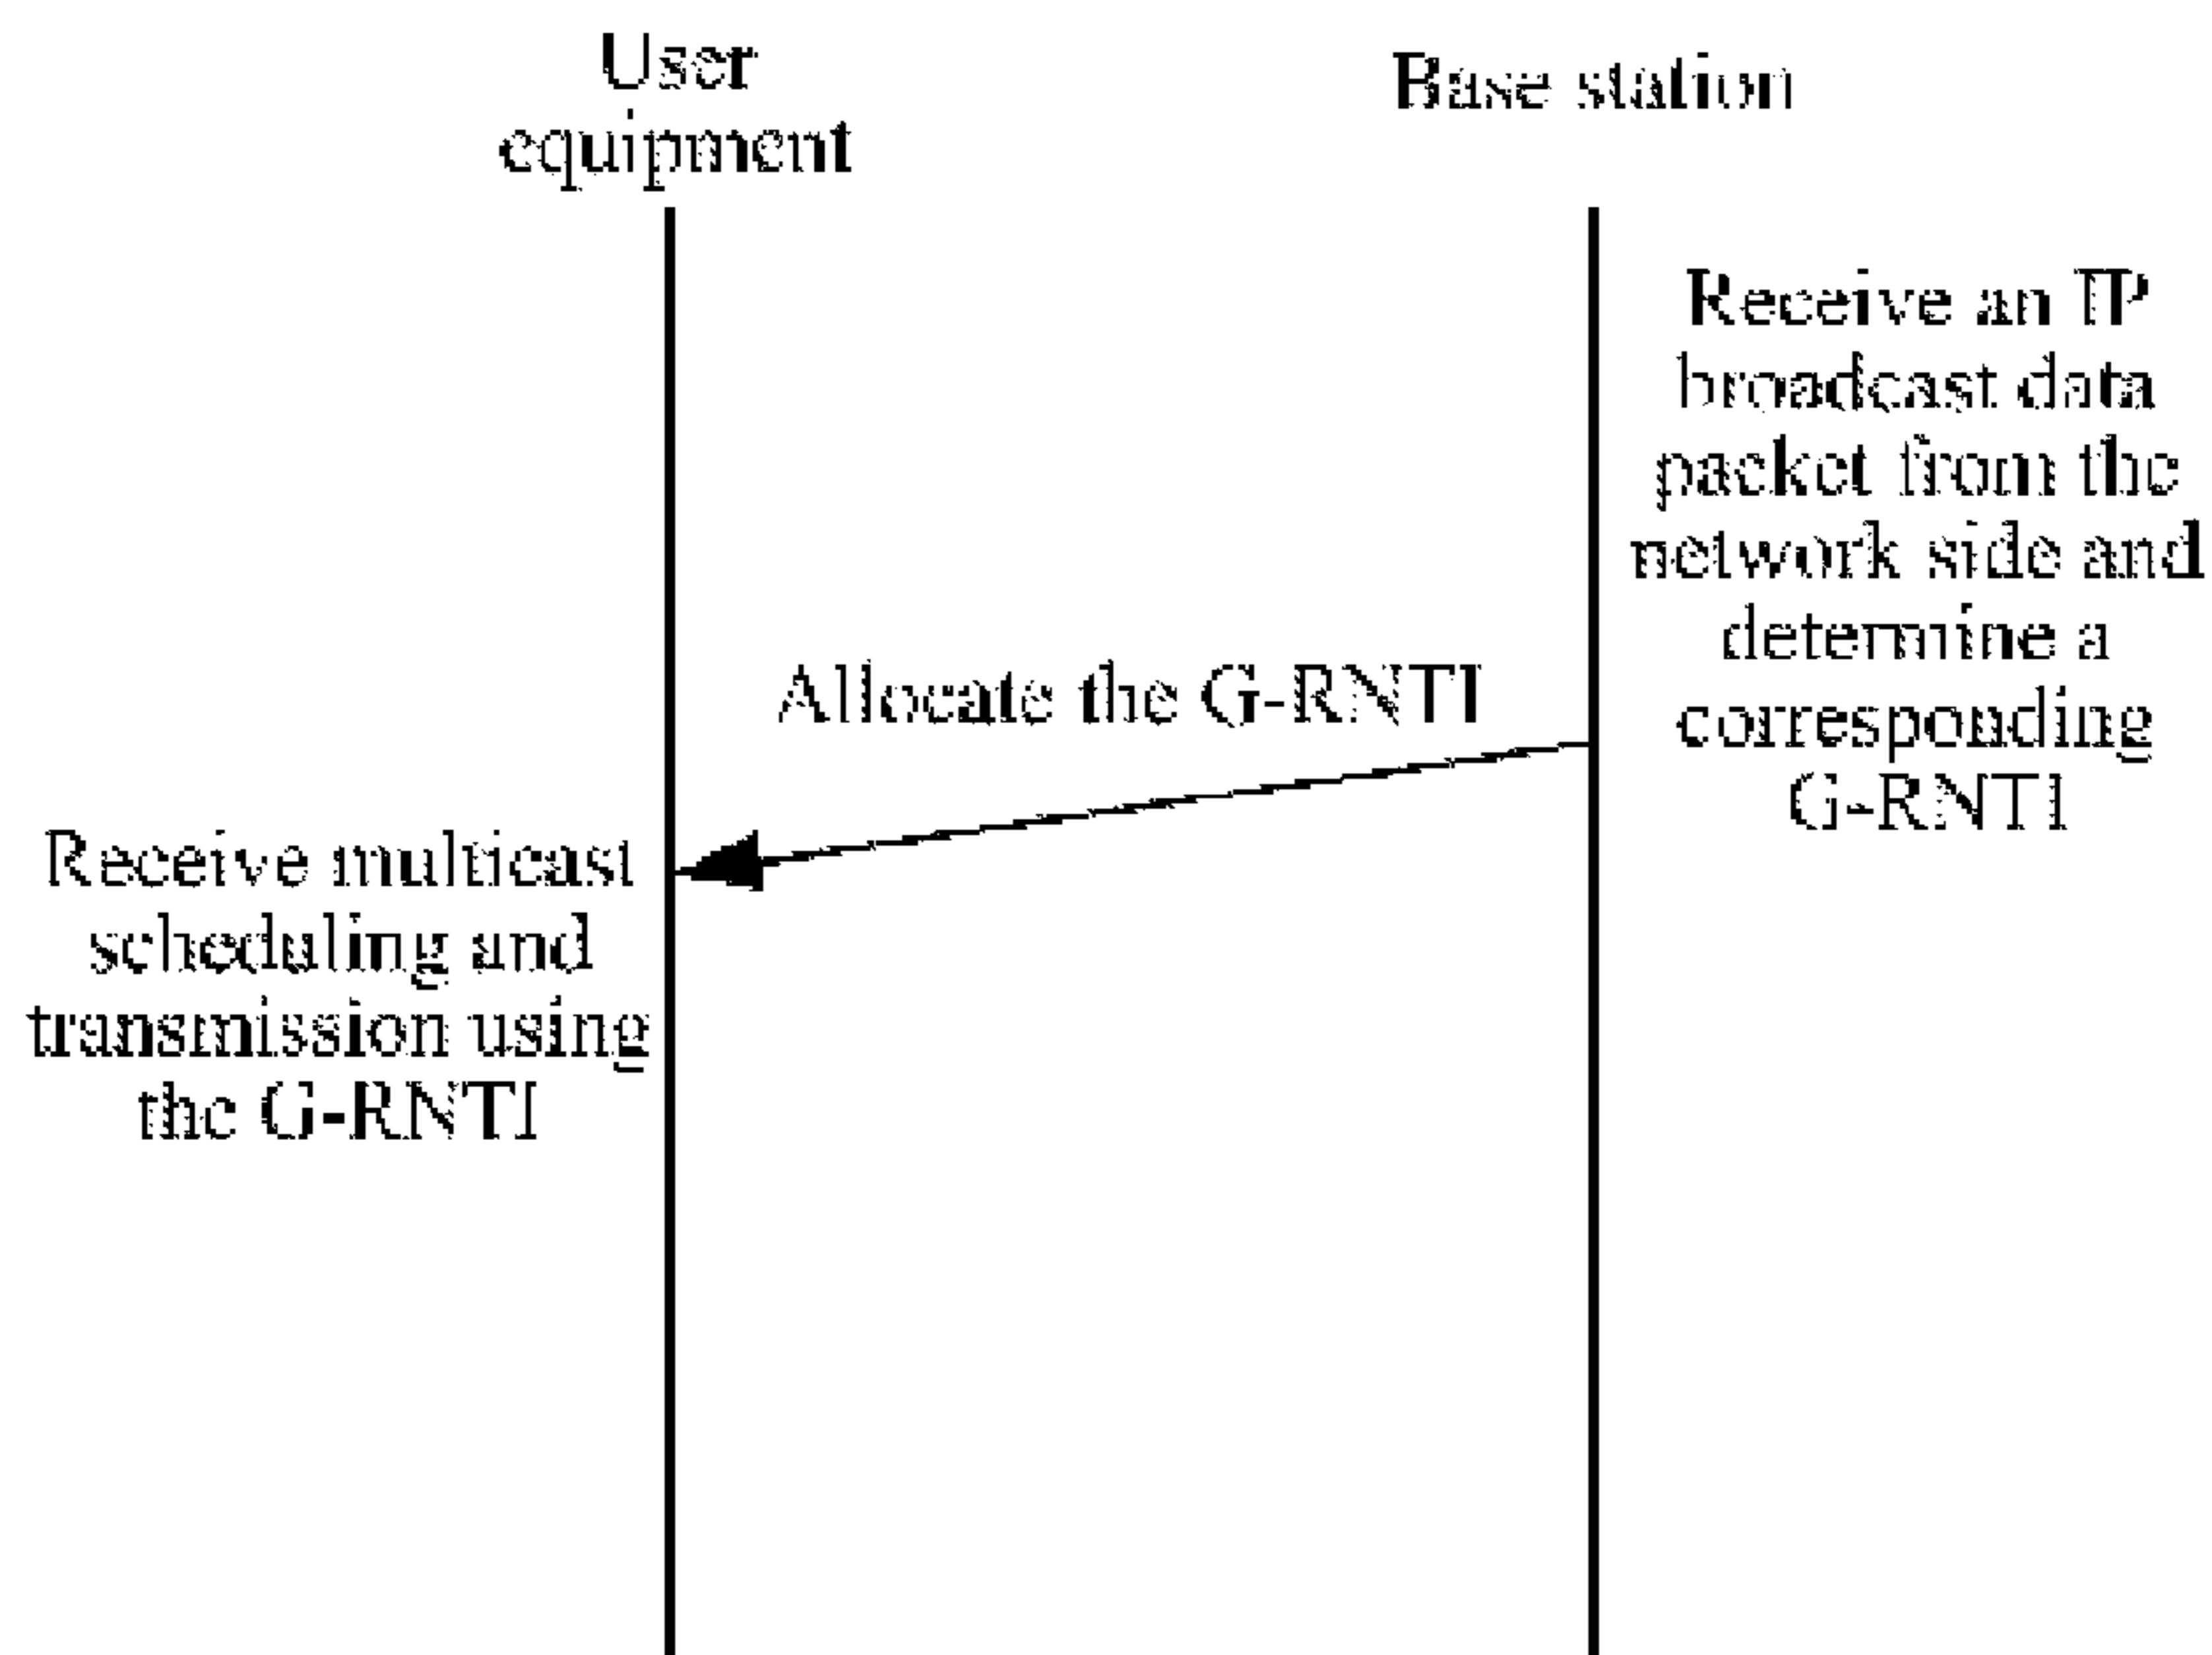 User
equipment
Base station
Receive an IP
broadcast data
packet from the
network side and
determine a
corresponding
G-RNTI
Allocate the G-RNTI
Receive multicast
scheduling and
transmission using
the G-RNTI